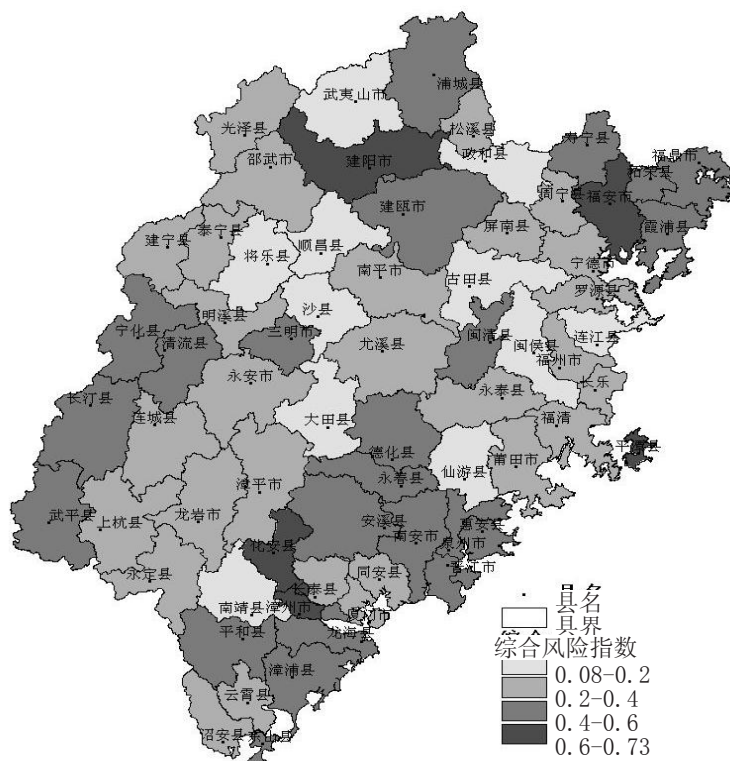 浦城县
武夷山市
光泽县
松溪县
邵武市
建阳市
政和县
寿宁县
福鼎市
柘荣县
周宁县
福安市
建瓯市
屏南县
霞浦县
建宁县
泰宁县
将乐县
顺昌县
南平市
古田县
宁德市
罗源县
明溪县
沙县
宁化县
清流县
三明市
尤溪县
闽清县
闽侯县
连江县
福州市
永安市
长汀县
连城县
大田县
永泰县
长乐
福清
德化县
仙游县
莆田市
漳平市
永春县
武平县
上杭县
龙岩市
安溪县
南安市
惠安县
泉州市
晋江市
化安县
永定县
长泰县
同安县
南靖县
漳州市
龙海县
平和县
漳浦县
云霄县
诏安县
东山县
县名
县界
综合风险指数
0.08-0.2
0.2-0.4
0.4-0.6
0.6-0.73